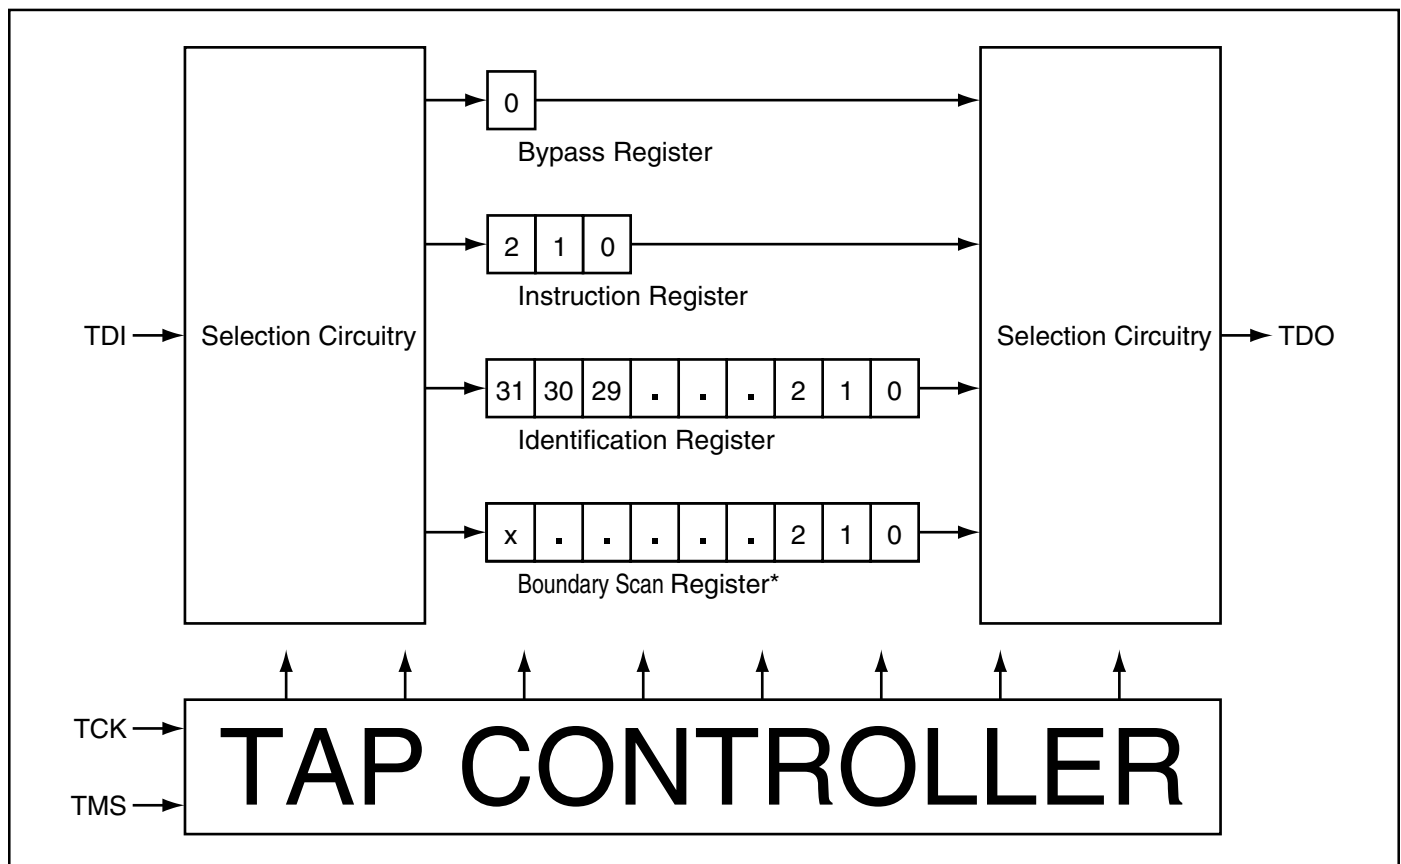 0
Bypass Register
2 1 0
Instruction Register
TDI
Selection Circuitry
Selection Circuitry
TDO
31 30 29 . . . 2 1 0
Identification Register
x . . . . . 2 1 0
Boundary Scan Register*
TCK
TMS
TAP CONTROLLER